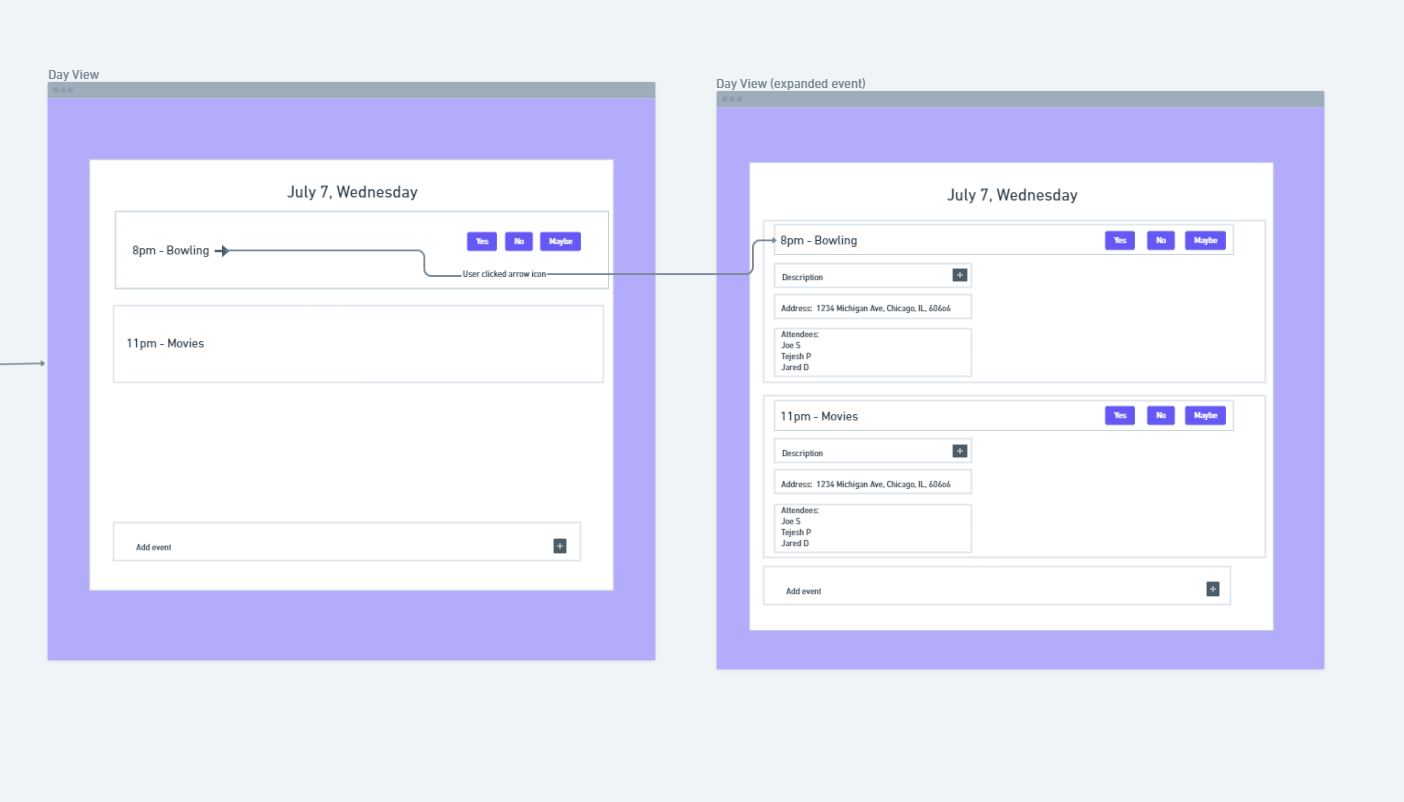 Day View
July 7, Wednesday
8pm - Bowling
Yes
No
Maybe
User clicked arrow icon
11pm - Movies
Add event
Day View (expanded event)
July 7, Wednesday
8pm - Bowling
Yes
No
Maybe
Description
Address: 1234 Michigan Ave, Chicago, IL, 606o6
Attendees:
Joe S
Tejesh P
Jared D
11pm - Movies
Yes
No
Maybe
Description
Address: 1234 Michigan Ave, Chicago, IL, 606o6
Attendees:
Joe S
Tejesh P
Jared D
Add event